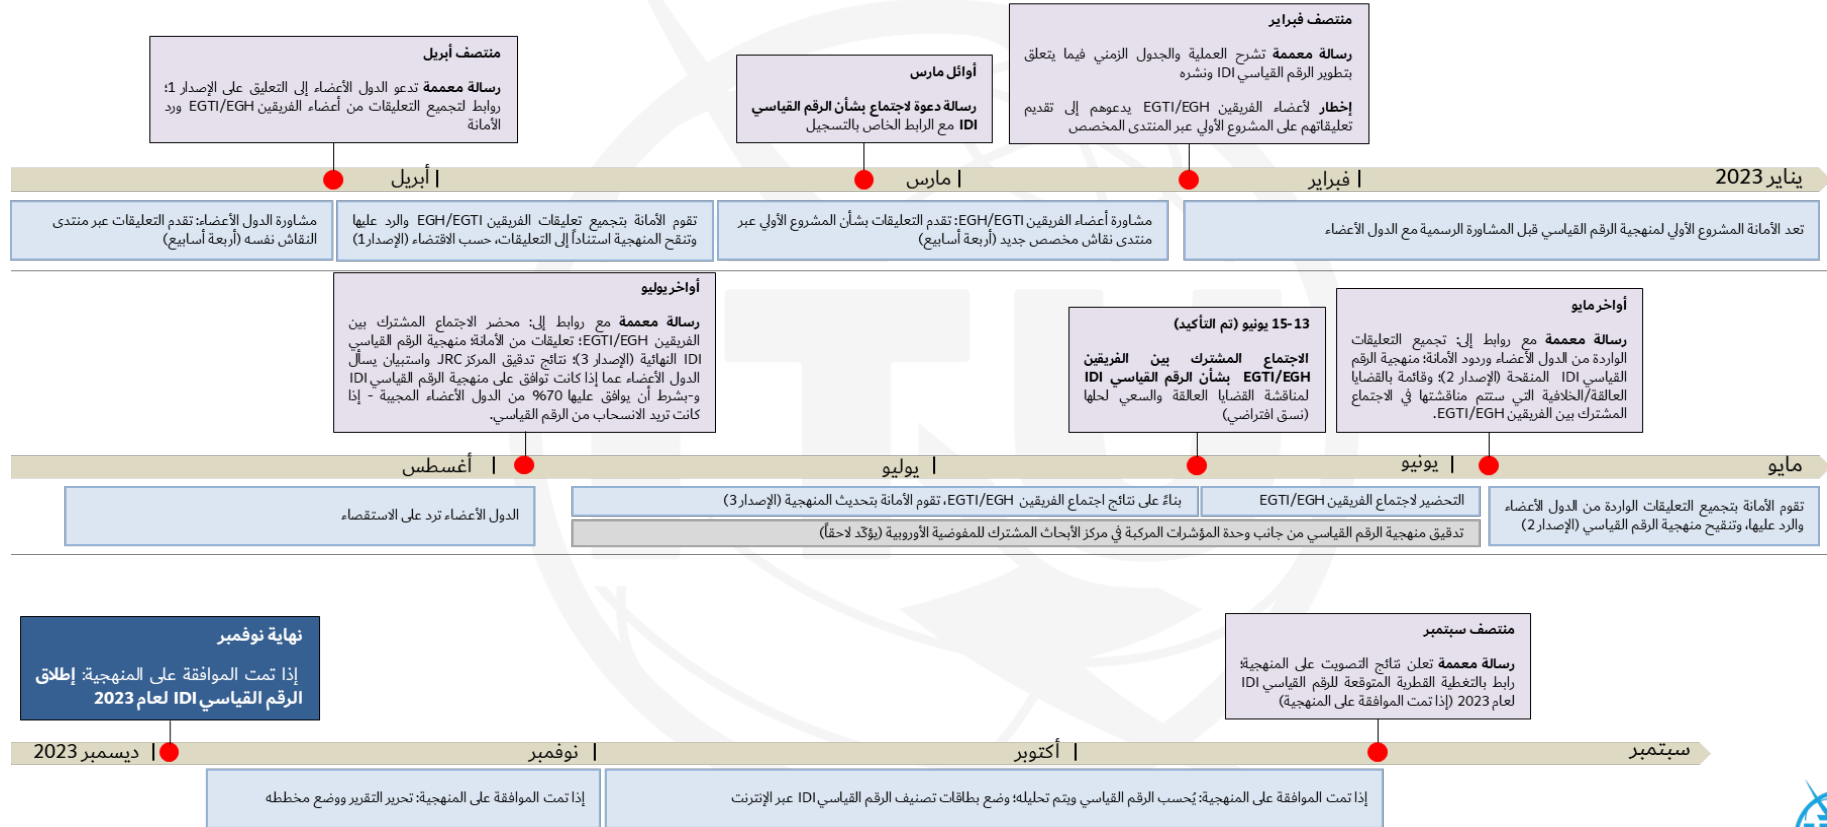 منتصف فبراير
رسالة معممة تشرح العملية والجدول الزمني فيما يتعلق
بتطوير الرقم القياسي IDI ونشره
إخطار لأعضاء الفريقين EGTI/EGH يدعوهم إلى تقديم
تعليقاتهم على المشروع الأولي عبر المنتدى المخصص
أوائل مارس
رسالة دعوة لاجتماع بشأن الرقم القياسي
IDI مع الرابط الخاص بالتسجيل
منتصف أبريل
رسالة معممة تدعو الدول الأعضاء إلى التعليق على الإصدار 1؛
روابط لتجميع التعليقات من أعضاء الفريقين EGTI/EGH ورد
الأمانة
يناير 2023
فبراير
مارس
أبريل
تعد الأمانة المشروع الأولي لمنهجية الرقم القياسي قبل المشاورة الرسمية مع الدول الأعضاء
مشاورة أعضاء الفريقين EGH/EGTI: تقدم التعليقات بشأن المشروع الأولي عبر
منتدى نقاش مخصص جديد (أربعة أسابيع)
تقوم الأمانة بتجميع تعليقات الفريقين EGH/EGTI والرد عليها
وتنقح المنهجية استناداً إلى التعليقات، حسب الاقتضاء (الإصدار 1)
مشاورة الدول الأعضاء: تقدم التعليقات عبر منتدى
النقاش نفسه (أربعة أسابيع)
أواخر مايو
رسالة معممة مع روابط إلى: تجميع التعليقات
الواردة من الدول الأعضاء وردود الأمانة؛ منهجية الرقم
القياسي IDI المنقحة (الإصدار 2)؛ وقائمة بالقضايا
العالقة/الخلافية التي ستتم مناقشتها في الاجتماع
المشترك بين الفريقين EGTI/EGH.
15-13 يونيو (تم التأكيد)
الاجتماع المشترك بين الفريقين
EGTI/EGH بشأن الرقم القياسي IDI
لمناقشة القضايا العالقة والسعي لحلها
(نسق افتراضي)
أواخر يوليو
رسالة معممة مع روابط إلى: محضر الاجتماع المشترك بين
الفريقين EGTI/EGH؛ تعليقات من الأمانة؛ منهجية الرقم القياسي
IDI النهائية (الإصدار 3)؛ نتائج تدقيق المركز JRC واستبيان يسأل
الدول الأعضاء عما إذا كانت توافق على منهجية الرقم القياسي IDI
و-بشرط أن يوافق عليها 70% من الدول الأعضاء المجيبة - إذا
كانت تريد الانسحاب من الرقم القياسي.
مايو
يونيو
يوليو
أغسطس
تقوم الأمانة بتجميع التعليقات الواردة من الدول الأعضاء
والرد عليها، وتنقيح منهجية الرقم القياسي (الإصدار 2)
التحضير لاجتماع الفريقين EGTI/EGH
بناءً على نتائج اجتماع الفريقين EGTI/EGH، تقوم الأمانة بتحديث المنهجية (الإصدار 3)
تدقيق منهجية الرقم القياسي من جانب وحدة المؤشرات المركبة في مركز الأبحاث المشترك للمفوضية الأوروبية (يؤكّد لاحقاً)
الدول الأعضاء ترد على الاستقصاء
منتصف سبتمبر
رسالة معممة تعلن نتائج التصويت على المنهجية؛
رابط بالتغطية القطرية المتوقعة للرقم القياسي IDI
لعام 2023 (إذا تمت الموافقة على المنهجية)
نهاية نوفمبر
إذا تمت الموافقة على المنهجية: إطلاق
الرقم القياسي IDI لعام 2023
سبتمبر
أكتوبر
نوفمبر
ديسمبر 2023
إذا تمت الموافقة على المنهجية: يُحسب الرقم القياسي ويتم تحليله؛ وضع بطاقات تصنيف الرقم القياسي IDI عبر الإنترنت
إذا تمت الموافقة على المنهجية: تحرير التقرير ووضع مخططه
ITU